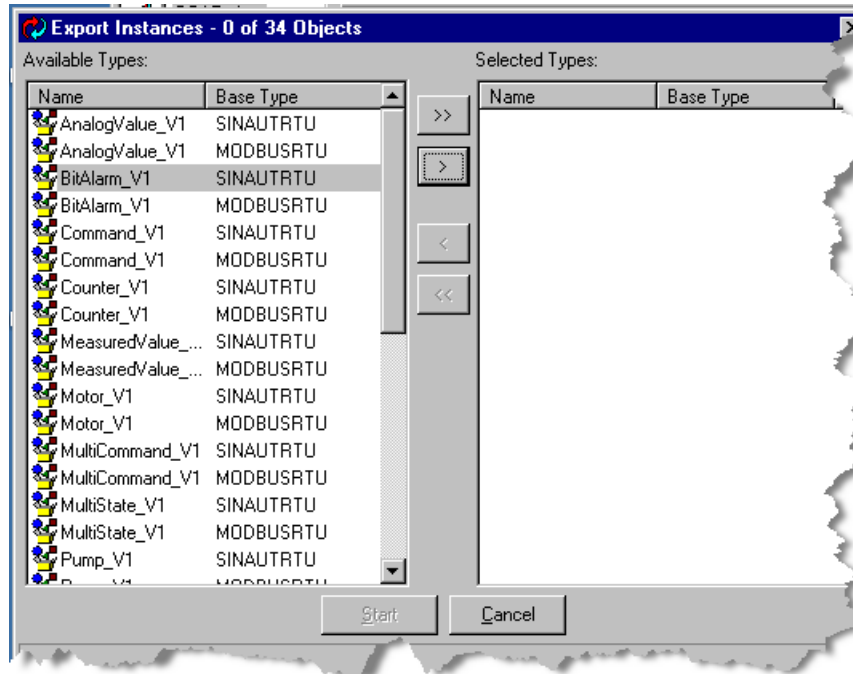 Export Instances - 0 of 34 Objects
Available Types:
Selected Types:
Name Base Type
Name Base Type
AnalogValue_V1 SINAUTRTU
AnalogValue_V1 MODBUSRTU
BitAlarm_V1 SINAUTRTU
BitAlarm_V1 MODBUSRTU
Command_V1 SINAUTRTU
Command_V1 MODBUSRTU
Counter_V1 SINAUTRTU
Counter_V1 MODBUSRTU
MeasuredValue_... SINAUTRTU
MeasuredValue_... MODBUSRTU
Motor_V1 SINAUTRTU
Motor_V1 MODBUSRTU
MultiCommand_V1 SINAUTRTU
MultiCommand_V1 MODBUSRTU
MultiState_V1 SINAUTRTU
MultiState_V1 MODBUSRTU
Pump_V1 SINAUTRTU
>>
>
<
<<
Start
Cancel